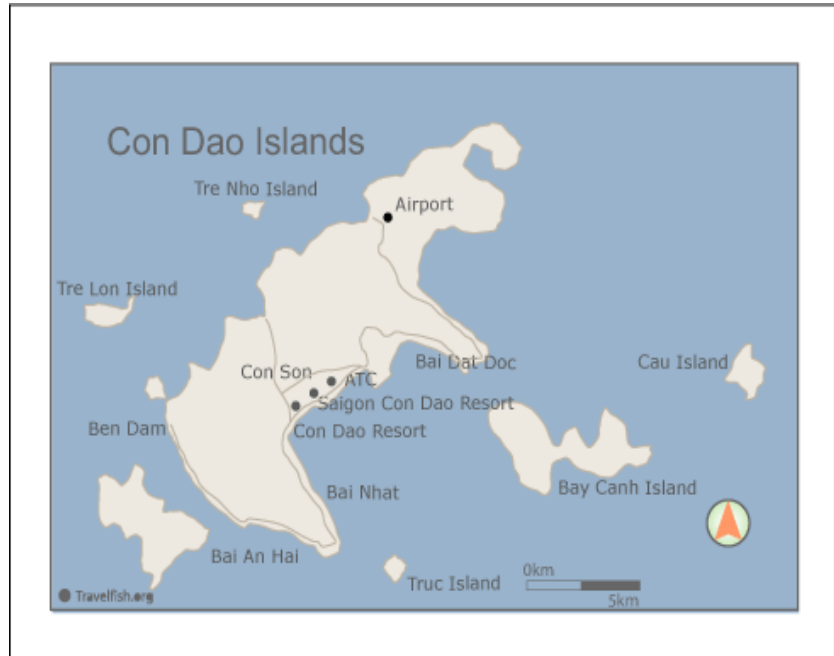 Con Dao Islands
Tre Nho Island
Airport
Tre Lon Island
Bai Dat Doc
Cau Island
Con Son
ATC
Saigon Con Dao Resort
Ben Dam
Con Dao Resort
Bai Nhat
Bay Canh Island
Bai An Hai
Truc Island
0km
5km
Travelfish.org